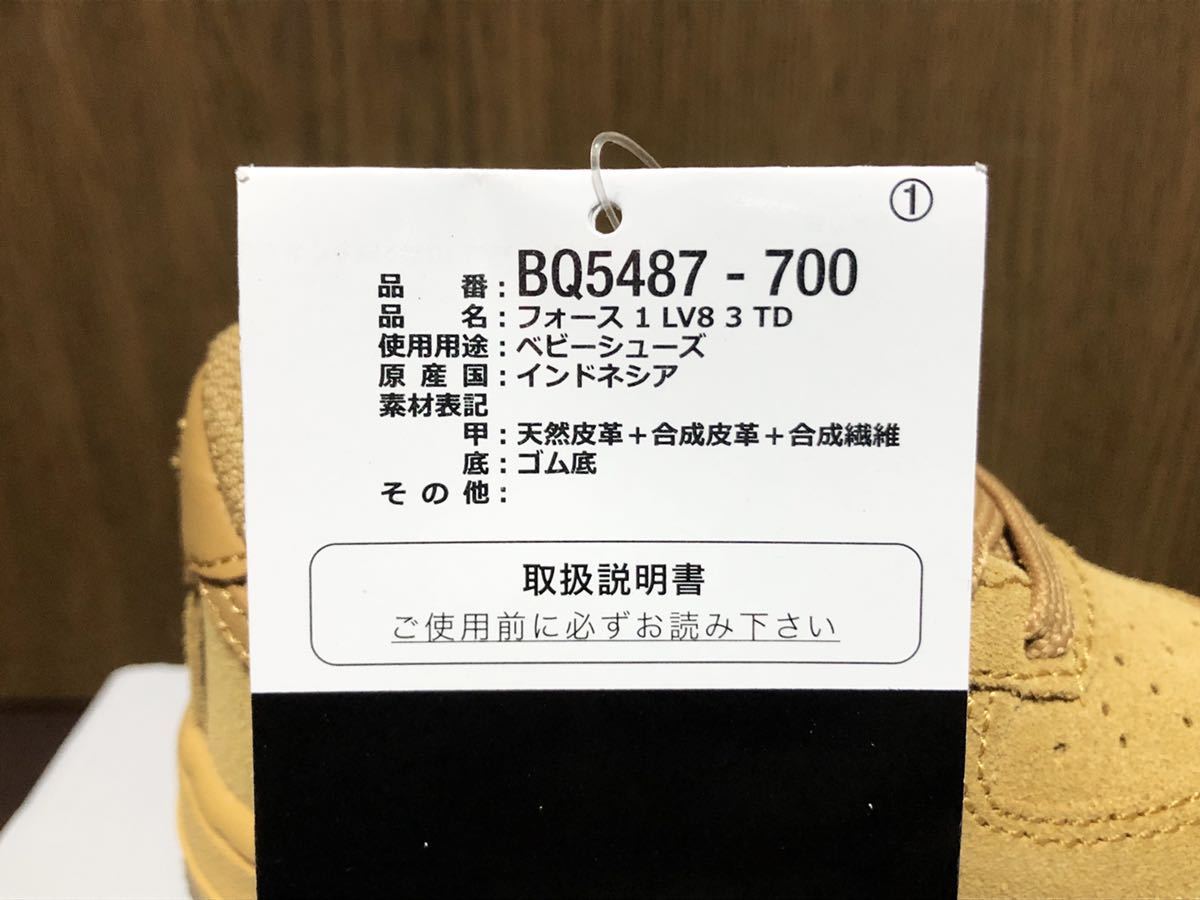 ①
品番：BQ5487 - 700
品名：フォース 1 LV8 3 TD
使用用途：ベビーシューズ
原産国：インドネシア
素材表記
甲：天然皮革＋合成皮革＋合成繊維
底：ゴム底
その他：
取扱説明書
ご使用前に必ずお読み下さい